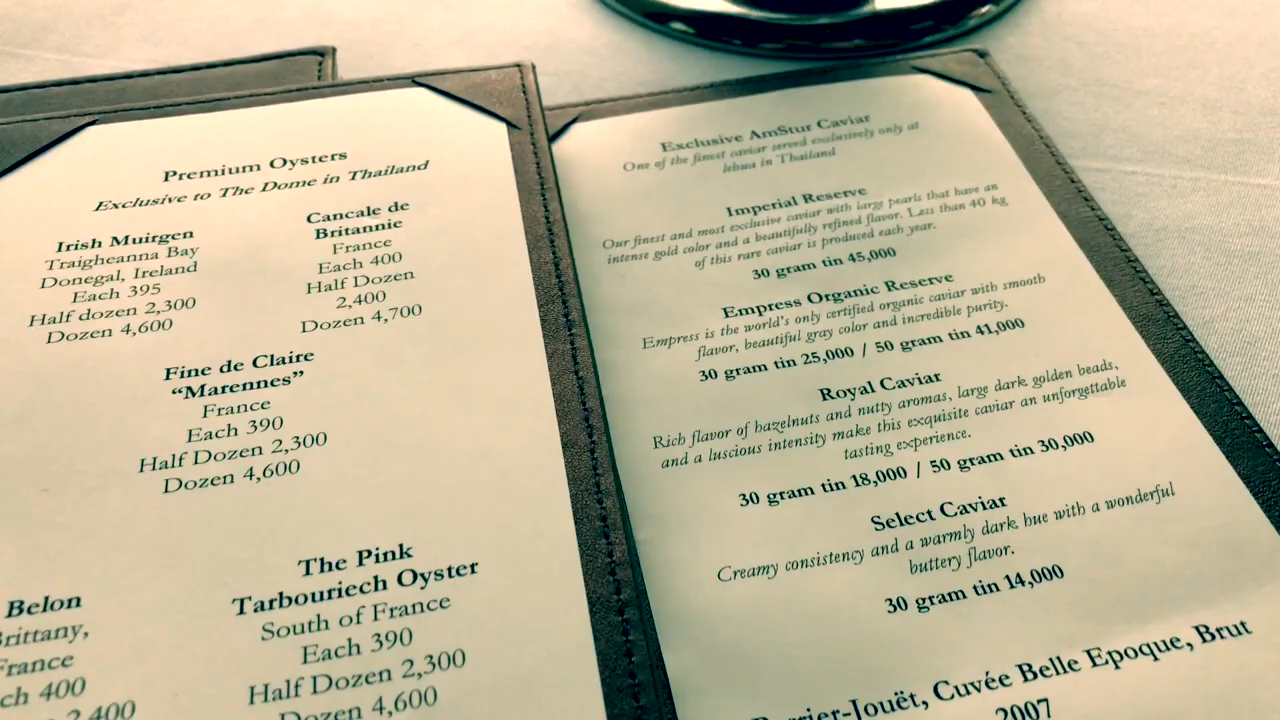 Premium Oysters
Exclusive to The Dome in Thailand
Irish Muirgen
Traigheanna Bay
Donegal, Ireland
Each 395
Half dozen 2,300
Dozen 4,600
Cancale de
Britannie
France
Each 400
Half Dozen
2,400
Dozen 4,700
Fine de Claire
“Marennes”
France
Each 390
Half Dozen 2,300
Dozen 4,600
Belon
Brittany,
France
400
2,400
The Pink
Tarbouriech Oyster
South of France
Each 390
Half Dozen 2,300
Dozen 4,600
Exclusive AmStur Caviar
One of the finest caviar served exclusively only at
lebua in Thailand
Imperial Reserve
Our finest and most exclusive caviar with large pearls that have an
intense gold color and a beautifully refined flavor. Less than 40 kg
of this rare caviar is produced each year.
30 gram tin 45,000
Empress Organic Reserve
Empress is the world's only certified organic caviar with smooth
flavor, beautiful gray color and incredible purity.
30 gram tin 25,000 / 50 gram tin 41,000
Royal Caviar
Rich flavor of hazelnuts and nutty aromas, large dark golden beads,
and a luscious intensity make this exquisite caviar an unforgettable
tasting experience.
30 gram tin 18,000 / 50 gram tin 30,000
Select Caviar
Creamy consistency and a warmly dark hue with a wonderful
buttery flavor.
30 gram tin 14,000
Perrier-Jouët, Cuvée Belle Epoque, Brut
2007